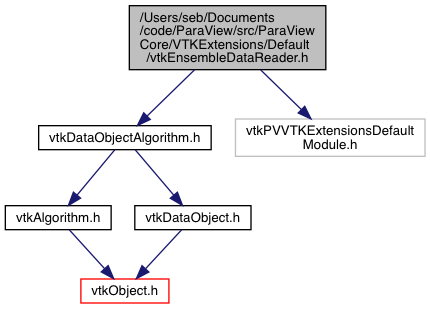 /Users/seb/Documents
/code/ParaView/src/ParaView
Core/VTKExtensions/Default
/vtkEnsembleDataReader.h
vtkDataObjectAlgorithm.h
vtkPVVTKExtensionsDefault
Module.h
vtkAlgorithm.h
vtkDataObject.h
vtkObject.h